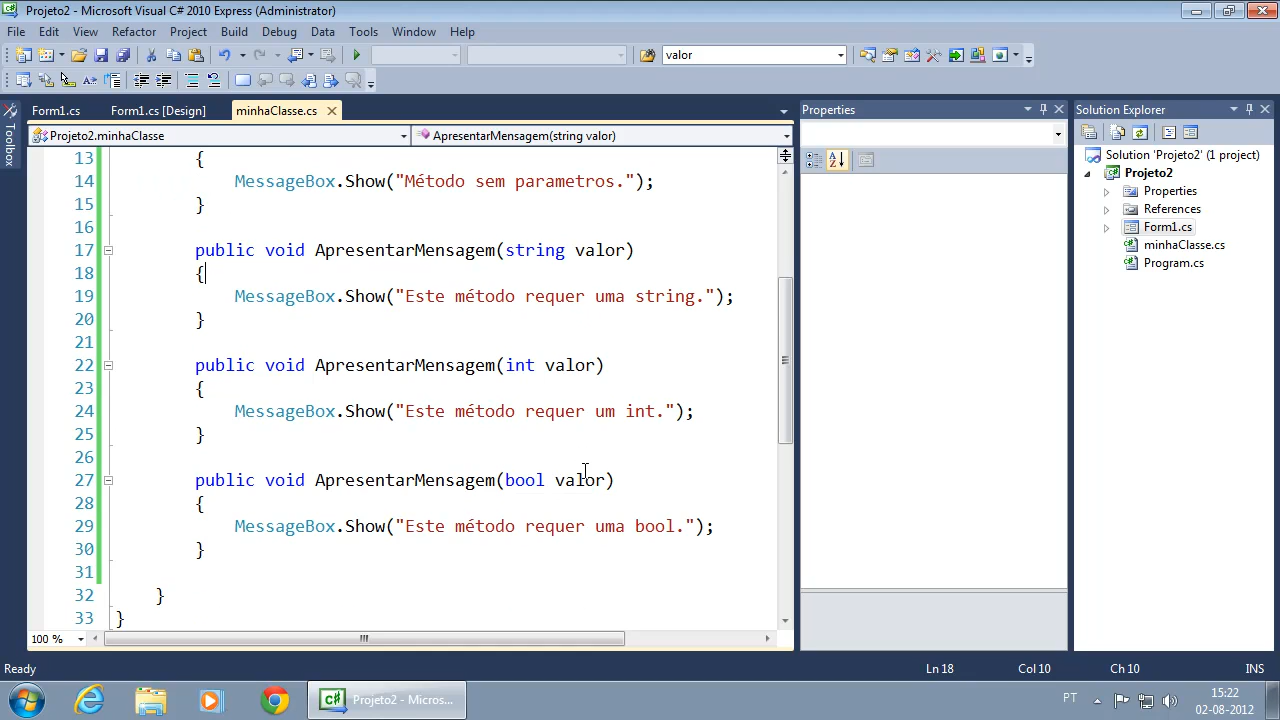 Projeto2 - Microsoft Visual C# 2010 Express (Administrator)
File Edit View Refactor Project Build Debug Data Tools Window Help
valor
Form1.cs Form1.cs [Design] minhaClasse.cs
Properties
Solution Explorer
Toolbox
Projeto2.minhaClasse
ApresentarMensagem(string valor)
13 {
14 MessageBox.Show("Método sem parametros.");
15 }
16
17 public void ApresentarMensagem(string valor)
18 {
19 MessageBox.Show("Este método requer uma string.");
20 }
21
22 public void ApresentarMensagem(int valor)
23 {
24 MessageBox.Show("Este método requer um int.");
25 }
26
27 public void ApresentarMensagem(bool valor)
28 {
29 MessageBox.Show("Este método requer uma bool.");
30 }
31
32 }
33 }
100 %
Solution 'Projeto2' (1 project)
Projeto2
Properties
References
Form1.cs
minhaClasse.cs
Program.cs
Ready Ln 18 Col 10 Ch 10 INS
Projeto2 - Micros...
PT
15:22
02-08-2012